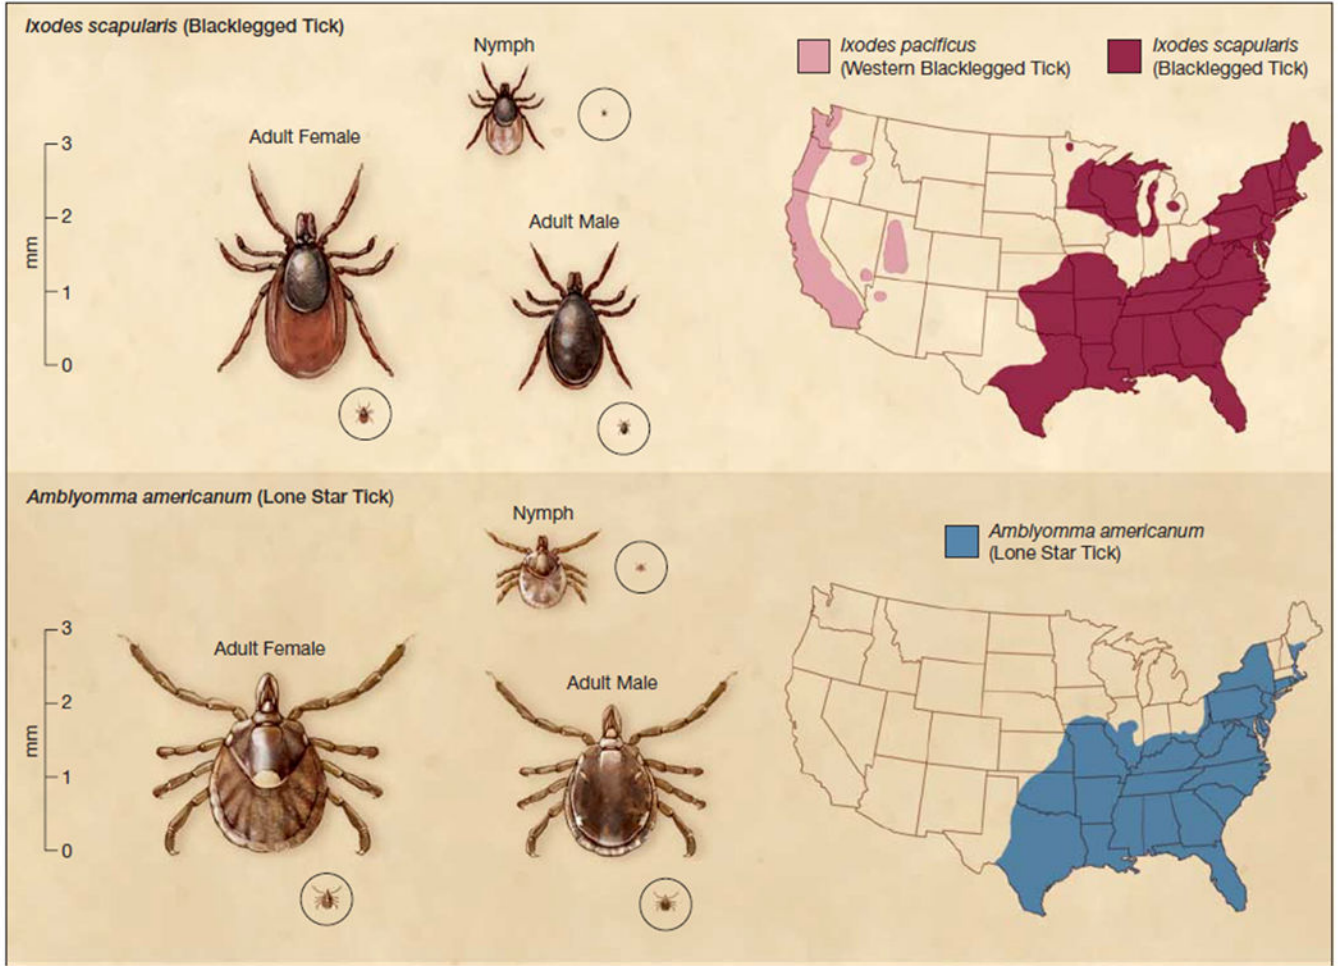 Ixodes scapularis (Blacklegged Tick)
Nymph
Adult Female
Adult Male
3
2
1
0
mm
Ixodes pacificus
(Western Blacklegged Tick)
Ixodes scapularis
(Blacklegged Tick)
Amblyomma americanum (Lone Star Tick)
Nymph
Adult Female
Adult Male
3
2
1
0
mm
Amblyomma americanum
(Lone Star Tick)